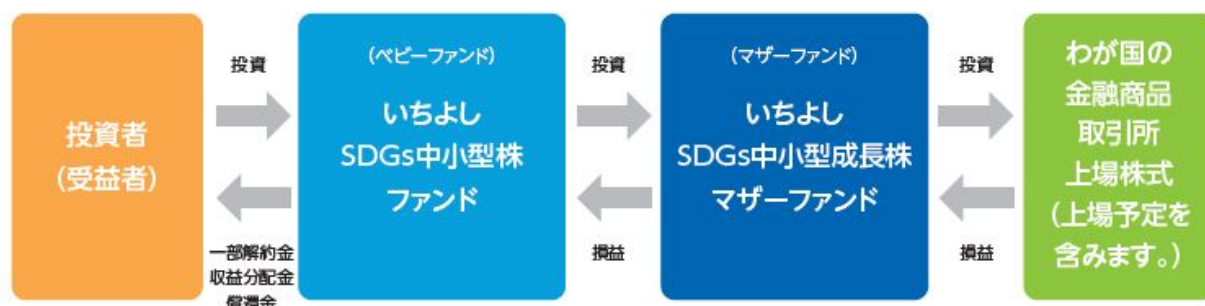 投資者
(受益者)
投資
一部解約金
収益分配金
償還金
(ベビーファンド)
いちよし
SDGs中小型株
ファンド
投資
損益
(マザーファンド)
いちよし
SDGs中小型成長株
マザーファンド
投資
損益
わが国の
金融商品
取引所
上場株式
(上場予定を
含みます。)